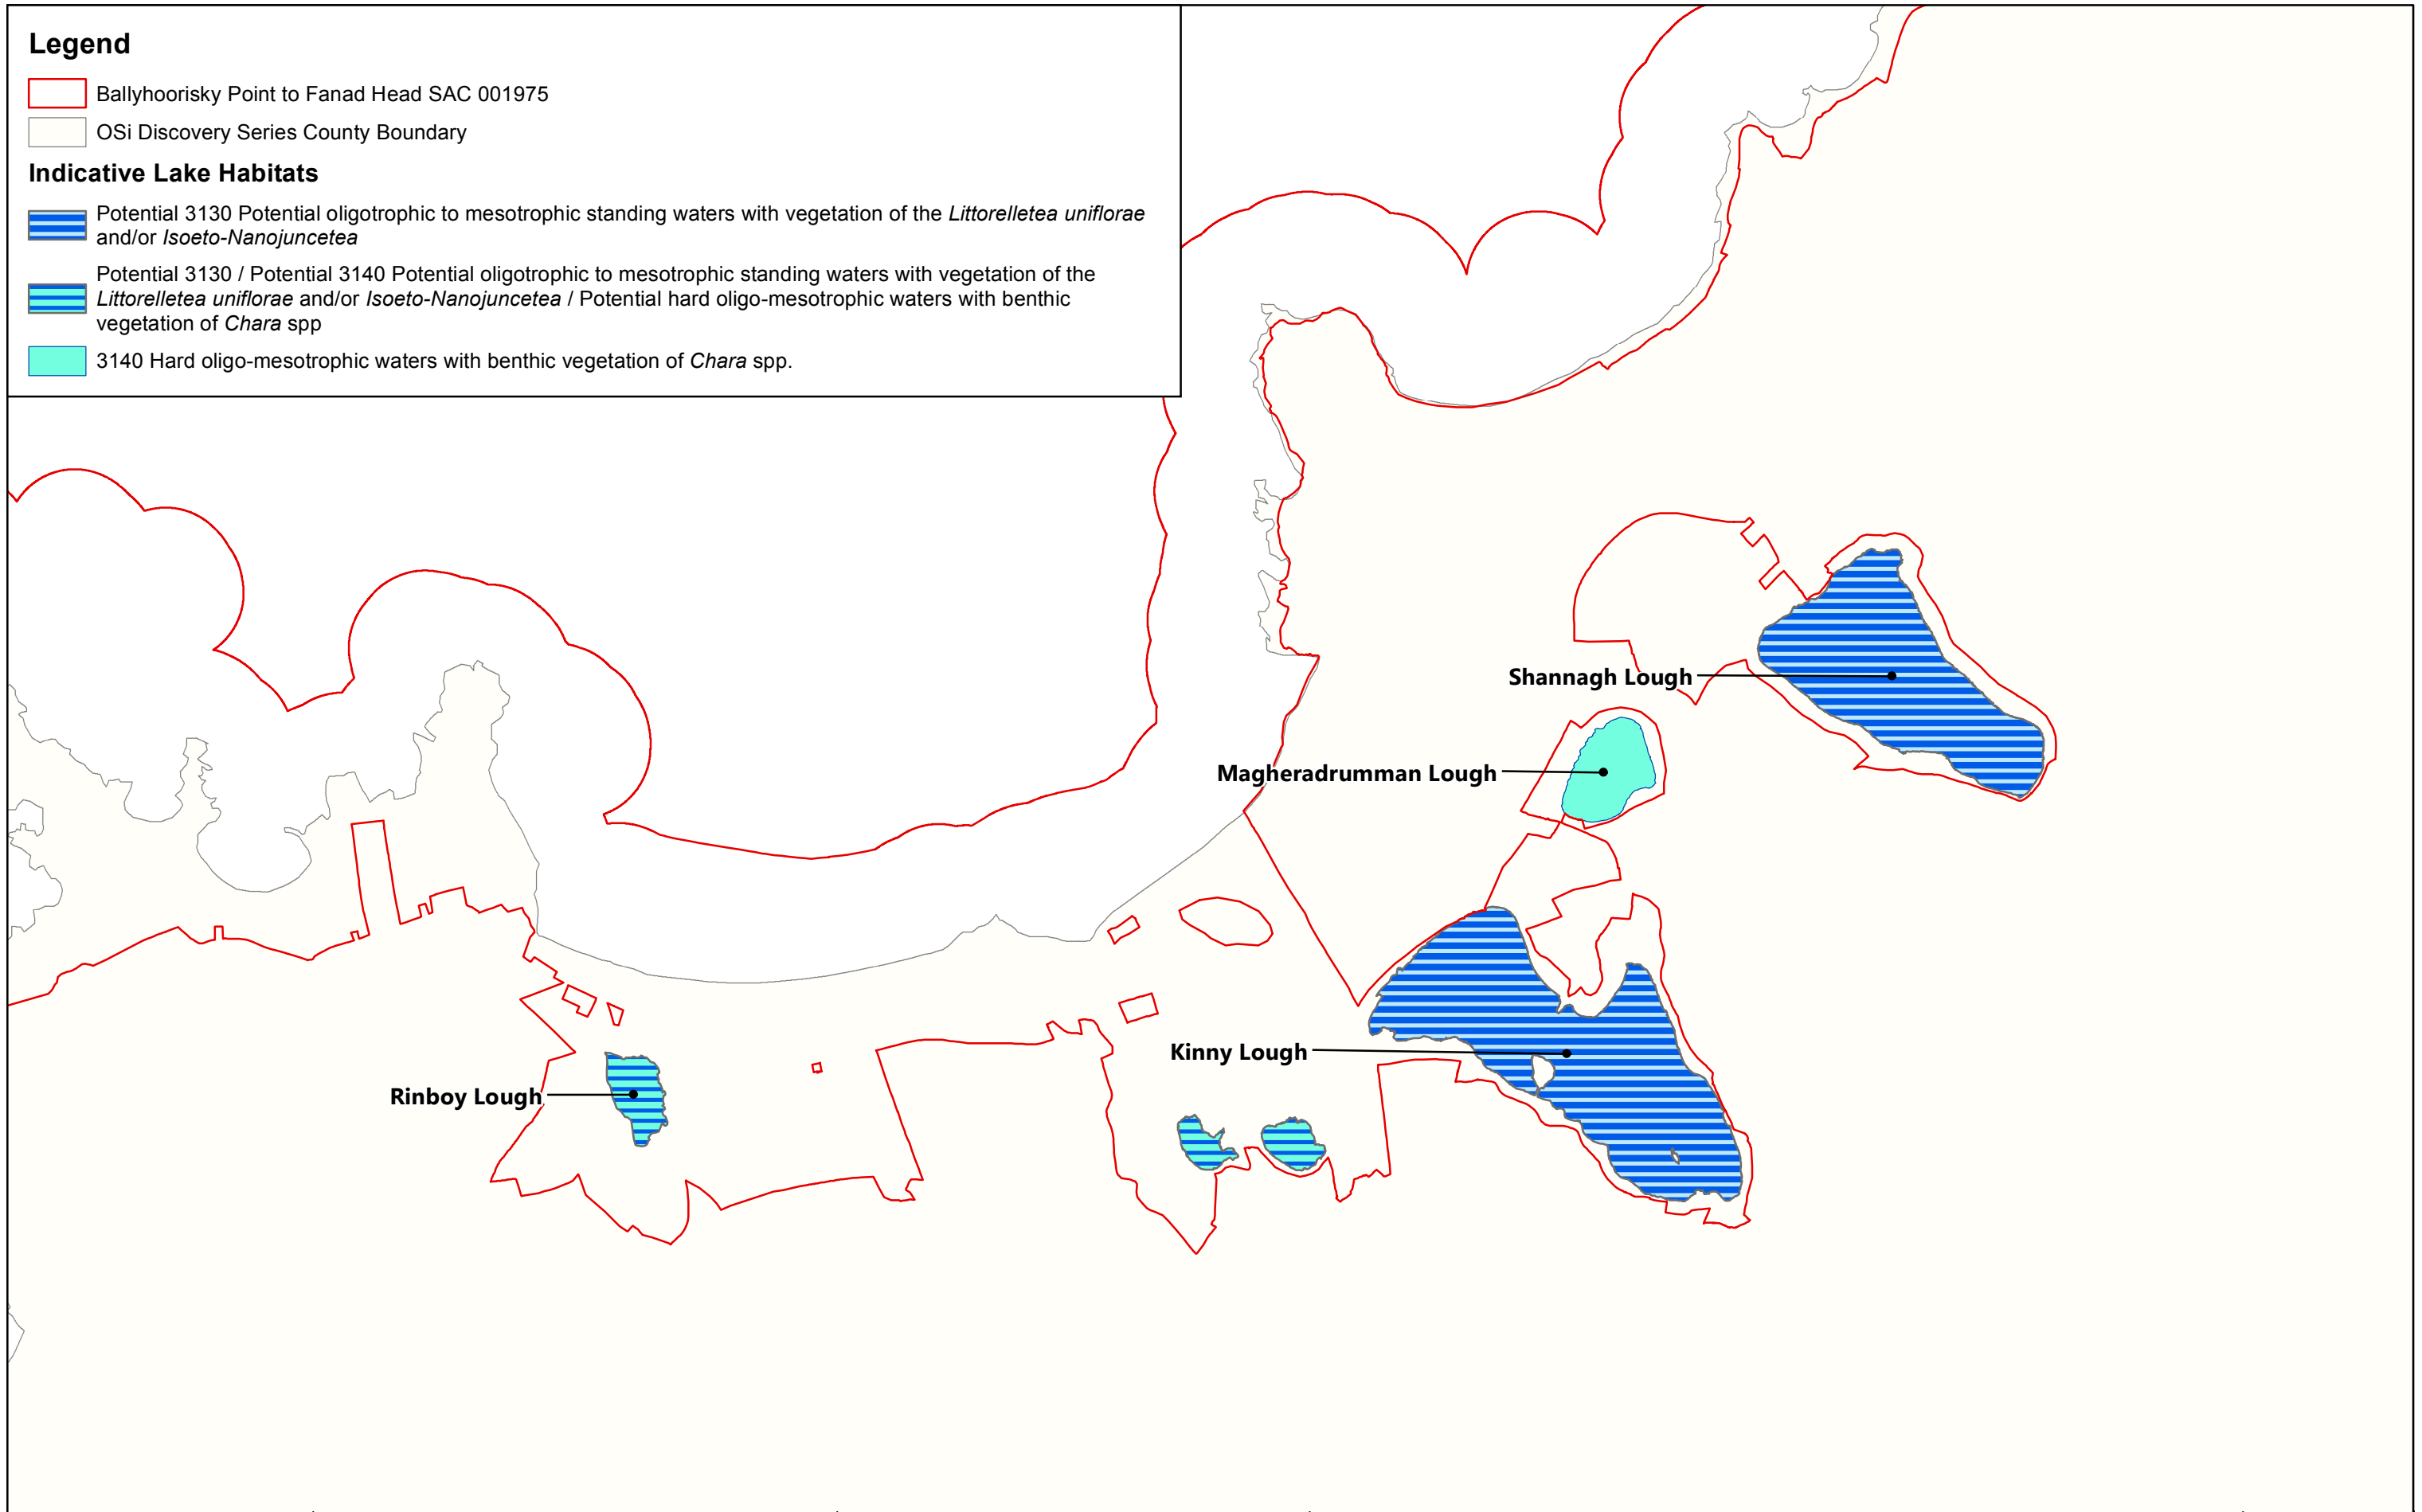 Legend
Ballyhoorisky Point to Fanad Head SAC 001975
OSi Discovery Series County Boundary
Indicative Lake Habitats
Potential 3130 Potential oligotrophic to mesotrophic standing waters with vegetation of the Littorelletea uniflorae
and/or Isoeto-Nanojuncetea
Potential 3130 / Potential 3140 Potential oligotrophic to mesotrophic standing waters with vegetation of the
Littorelletea uniflorae and/or Isoeto-Nanojuncetea / Potential hard oligo-mesotrophic waters with benthic
vegetation of Chara spp
3140 Hard oligo-mesotrophic waters with benthic vegetation of Chara spp.
Shannagh Lough
Magheradrumman Lough
Kinny Lough
Rinboy Lough